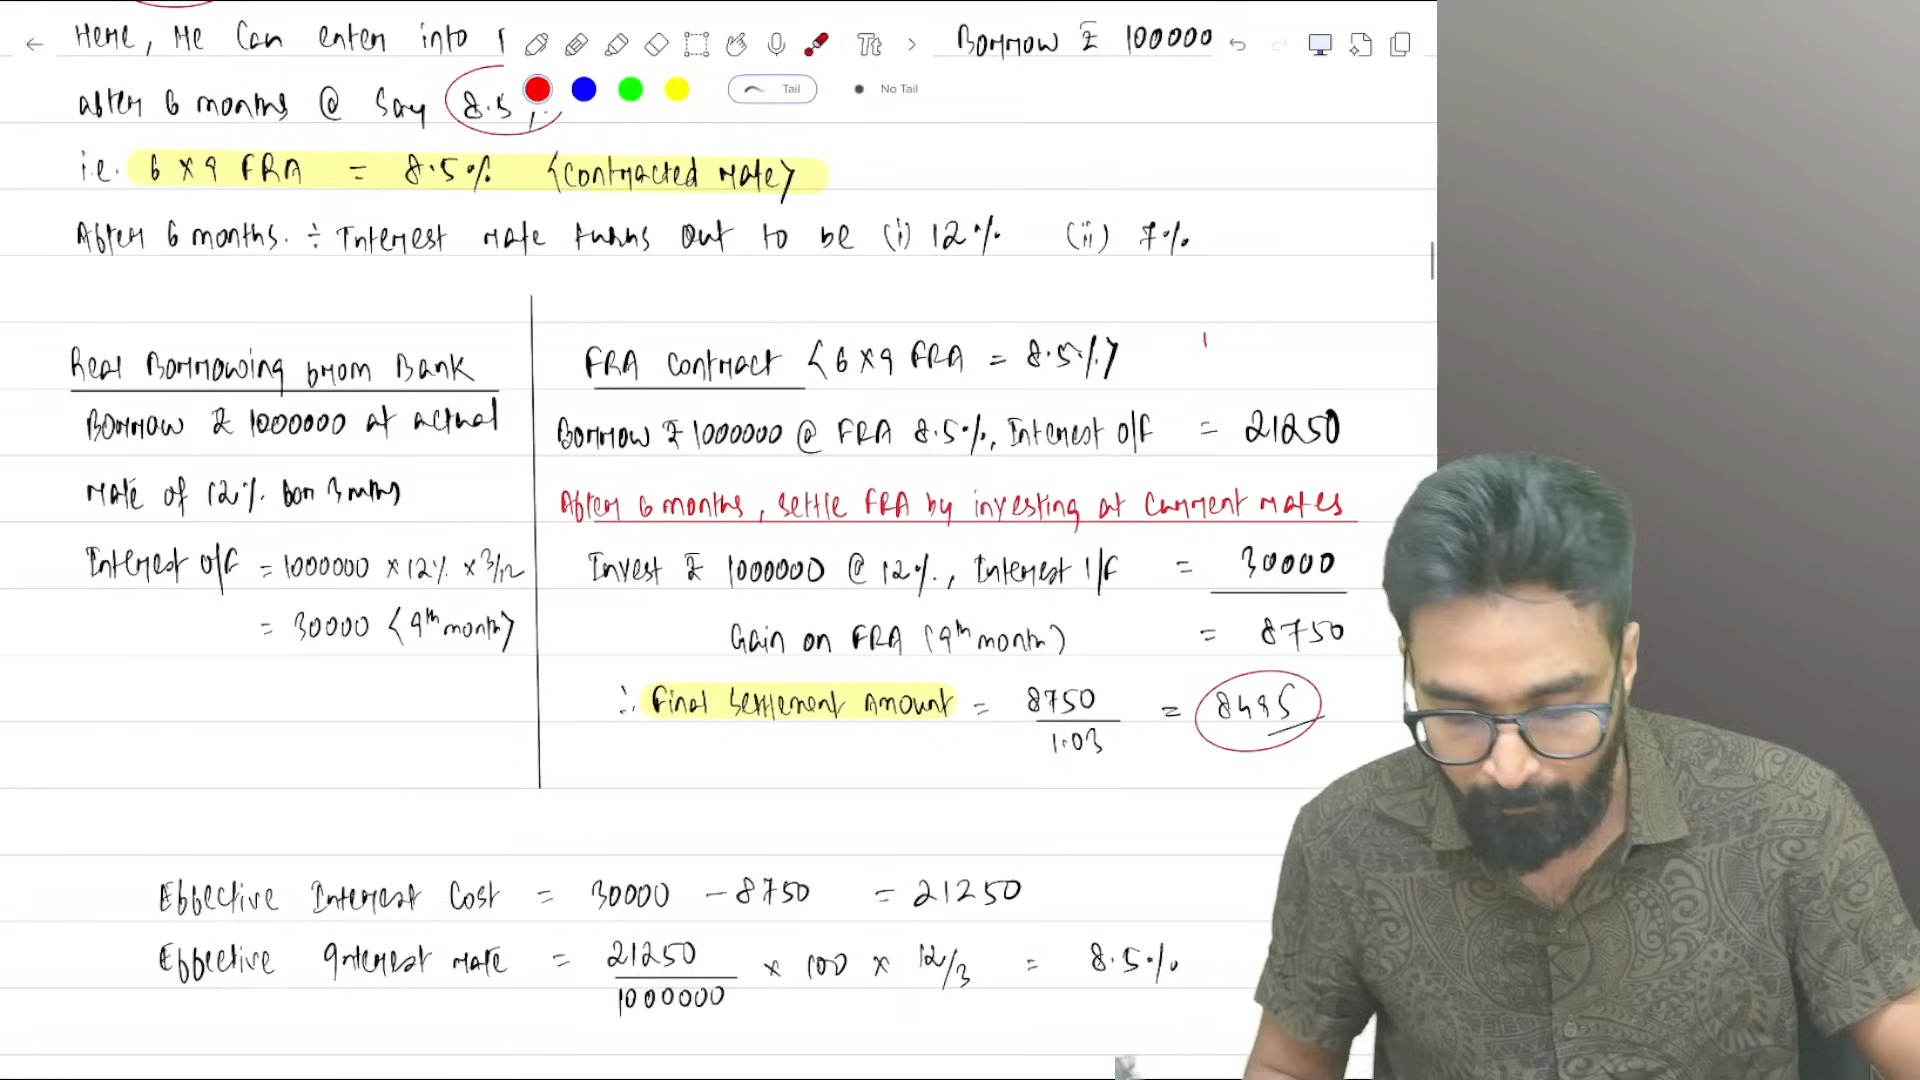 Here, He Can enter into
Borrow ₹ 100000
Tt
after 6 months @ Say 8.5
Tail
No Tail
i.e. 6 x 9 FRA = 8.5% {Contracted rate}
After 6 months ÷ Interest rate turns out to be (i) 12% (ii) 7%
Real Borrowing from Bank
Borrow ₹ 1000000 at actual
rate of 12% for 3 mths
Interest o/f = 1000000 x 12% x 3/12
= 30000 {9th month}
FRA Contract {6 x 9 FRA = 8.5%}
Borrow ₹ 1000000 @ FRA 8.5%, Interest o/f = 21250
After 6 months, settle FRA by investing at current rates
Invest ₹ 1000000 @ 12%, Interest I/f = 30000
Gain on FRA (9th month) = 8750
∴ Final Settlement Amount = 8750 / 1.03 = 8495
Effective Interest Cost = 30000 - 8750 = 21250
Effective Interest rate = 21250 / 1000000 x 100 x 12/3 = 8.5%